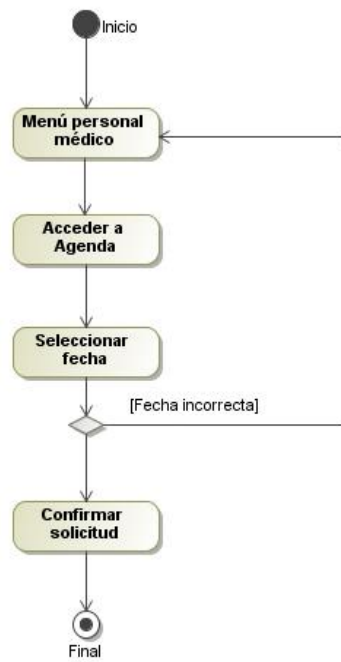 Inicio
Menú personal
médico
Acceder a
Agenda
Seleccionar
fecha
[Fecha incorrecta]
Confirmar
solicitud
Final